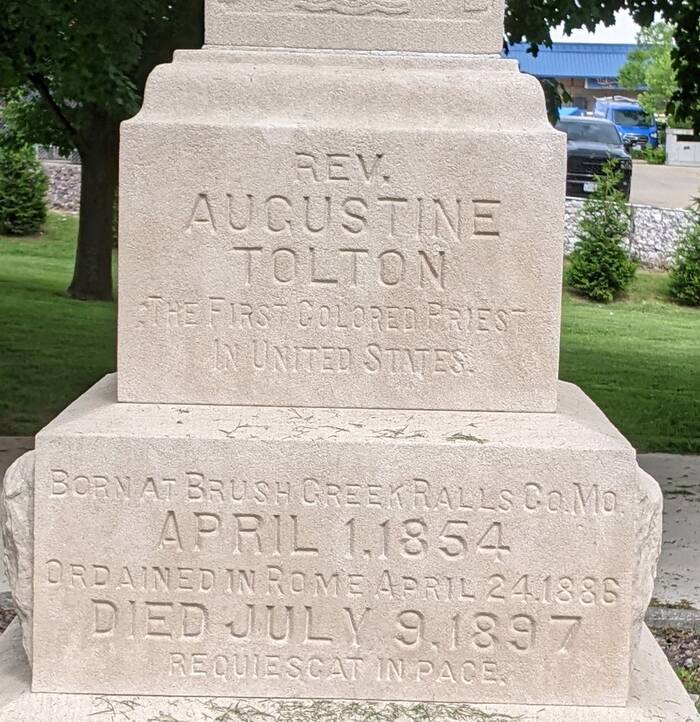 REV.
AUGUSTINE
TOLTON
THE FIRST COLORED PRIEST
IN UNITED STATES.
BORN AT BRUSH CREEK RALLS CO. MO.
APRIL 1, 1854
ORDAINED IN ROME APRIL 24, 1886
DIED JULY 9, 1897
REQUIESCAT IN PACE.